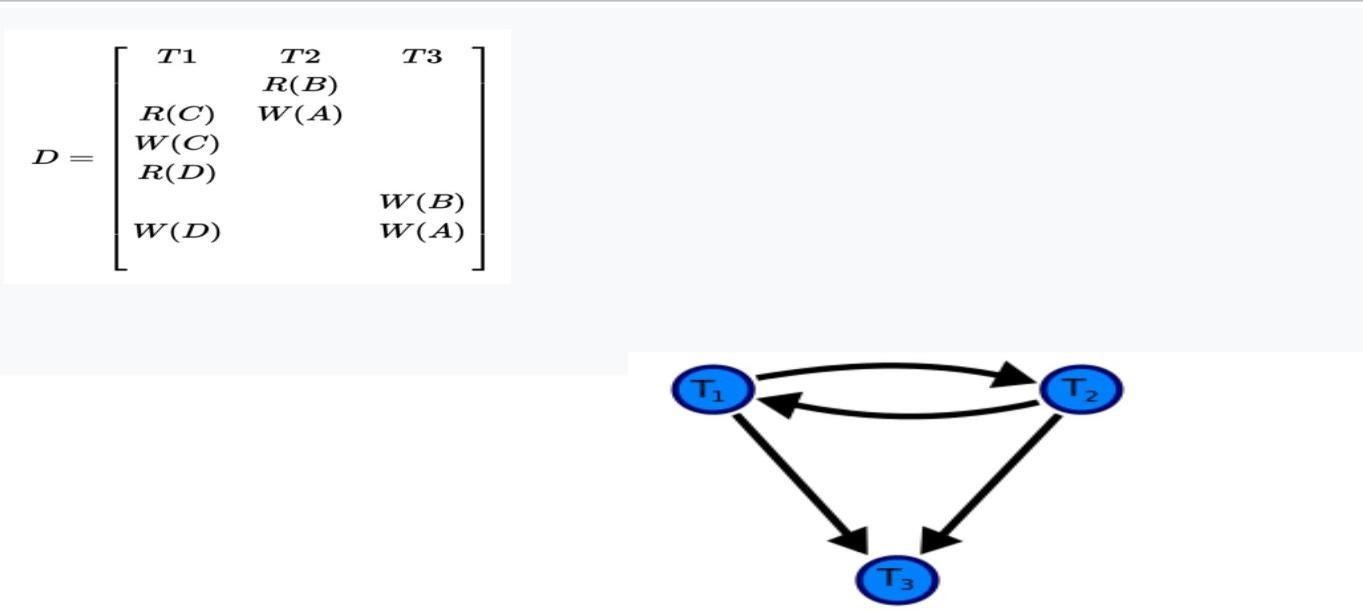 T1 T2 T3
R(B)
R(C) W(A)
W(C)
D =
R(D)
W(B)
W(D) W(A)
T1 T2
T3